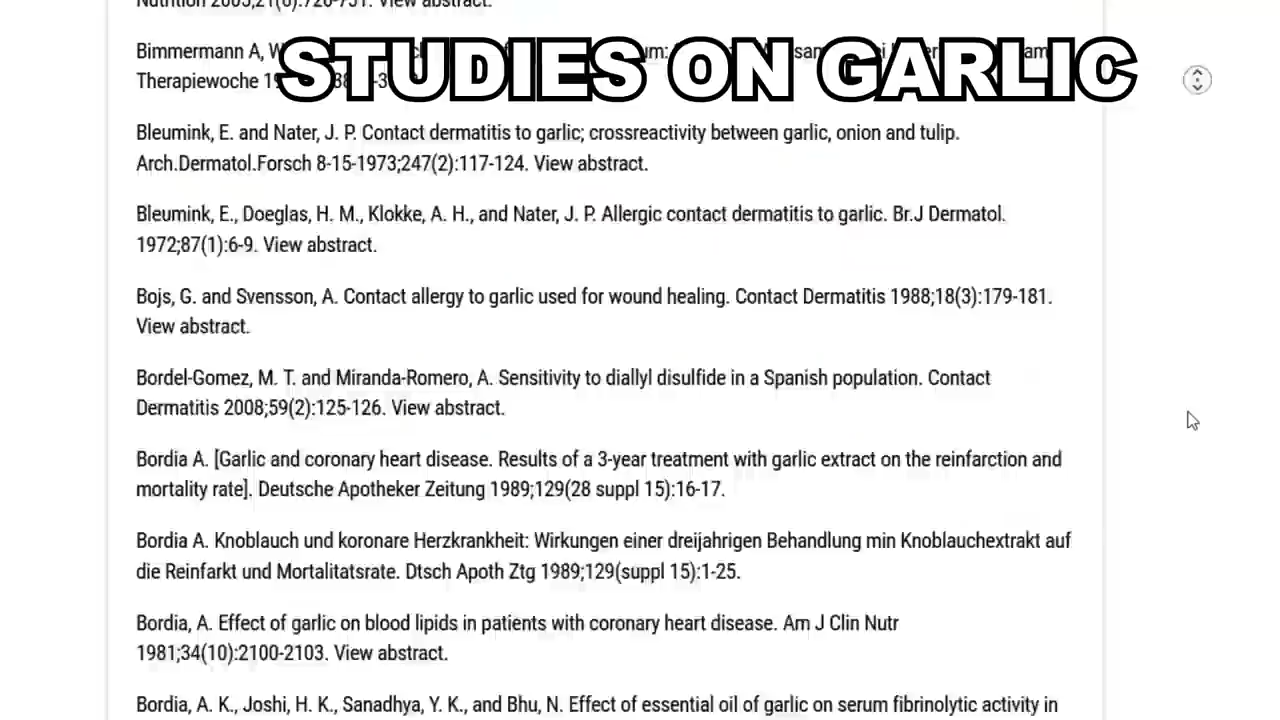 STUDIES ON GARLIC
Bimmermann A, W
Therapiewoche
Bleumink, E. and Nater, J. P. Contact dermatitis to garlic; crossreactivity between garlic, onion and tulip.
Arch.Dermatol.Forsch 8-15-1973;247(2):117-124. View abstract.
Bleumink, E., Doeglas, H. M., Klokke, A. H., and Nater, J. P. Allergic contact dermatitis to garlic. Br.J Dermatol.
1972;87(1):6-9. View abstract.
Bojs, G. and Svensson, A. Contact allergy to garlic used for wound healing. Contact Dermatitis 1988;18(3):179-181.
View abstract.
Bordel-Gomez, M. T. and Miranda-Romero, A. Sensitivity to diallyl disulfide in a Spanish population. Contact
Dermatitis 2008;59(2):125-126. View abstract.
Bordia A. [Garlic and coronary heart disease. Results of a 3-year treatment with garlic extract on the reinfarction and
mortality rate]. Deutsche Apotheker Zeitung 1989;129(28 suppl 15):16-17.
Bordia A. Knoblauch und koronare Herzkrankheit: Wirkungen einer dreijahrigen Behandlung min Knoblauchextrakt auf
die Reinfarkt und Mortalitatsrate. Dtsch Apoth Ztg 1989;129(suppl 15):1-25.
Bordia, A. Effect of garlic on blood lipids in patients with coronary heart disease. Am J Clin Nutr
1981;34(10):2100-2103. View abstract.
Bordia, A. K., Joshi, H. K., Sanadhya, Y. K., and Bhu, N. Effect of essential oil of garlic on serum fibrinolytic activity in